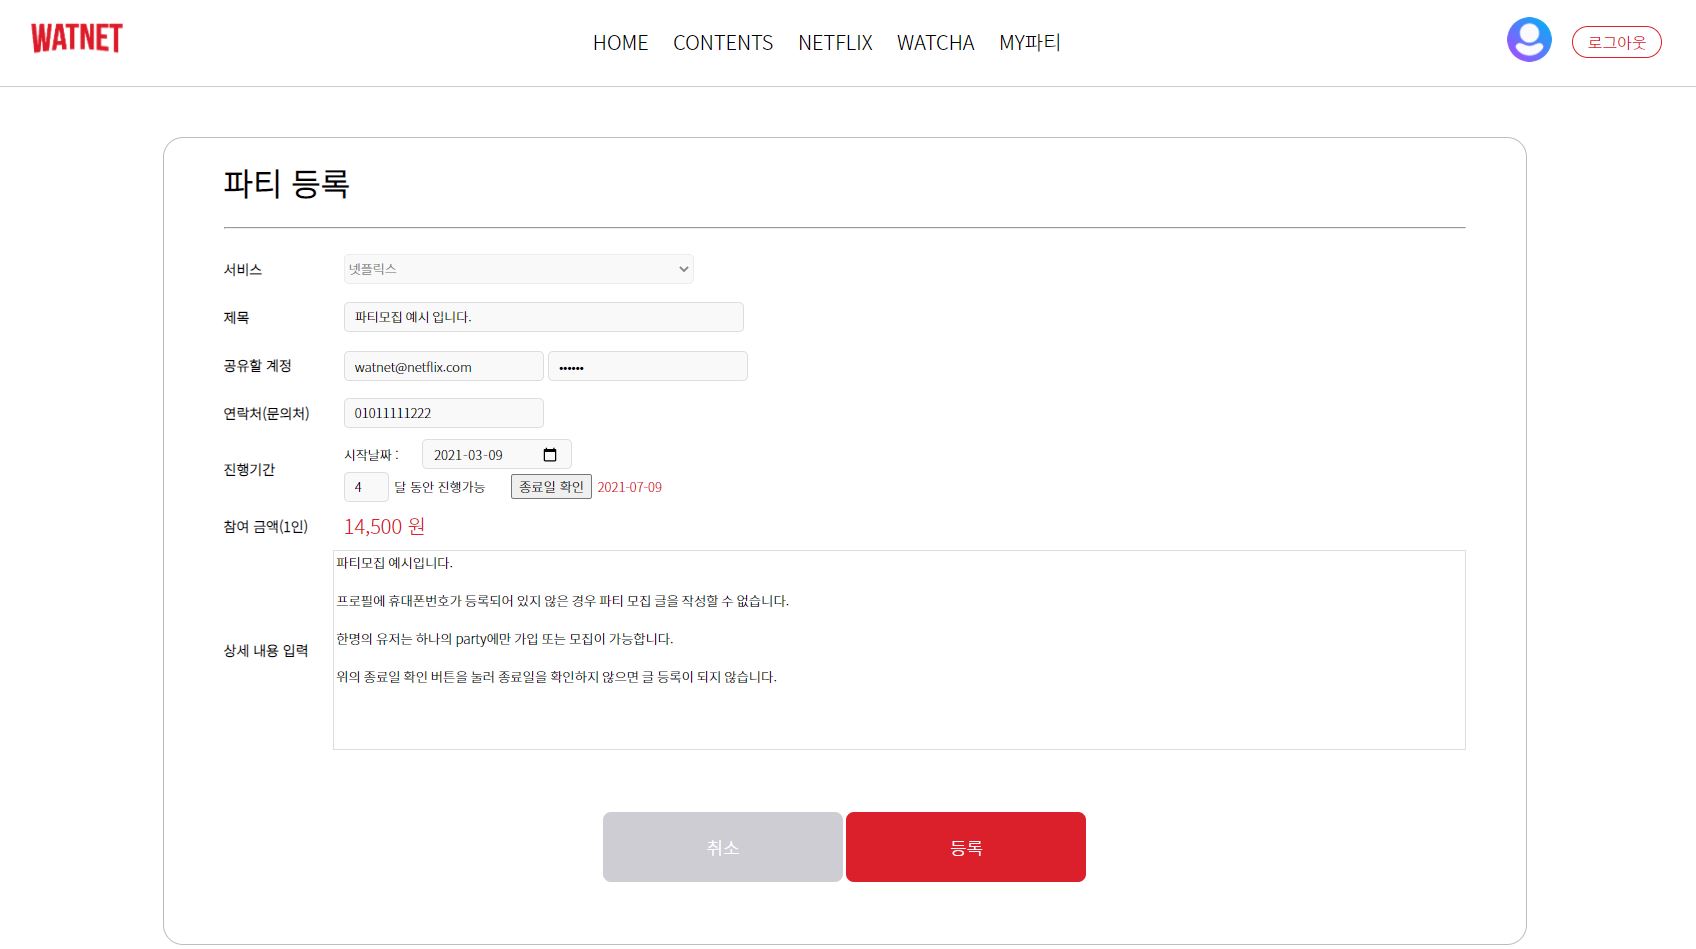 WATNET
HOME CONTENTS NETFLIX WATCHA MY파티
로그아웃
파티 등록
서비스 넷플릭스
제목 파티모집 예시 입니다.
공유할 계정 watnet@netflix.com ••••••
연락처(문의처) 01011111222
진행기간 시작날짜 : 2021-03-09
4 달 동안 진행가능 종료일 확인 2021-07-09
참여 금액(1인) 14,500 원
상세 내용 입력
파티모집 예시입니다.
프로필에 휴대폰번호가 등록되어 있지 않은 경우 파티 모집 글을 작성할 수 없습니다.
한명의 유저는 하나의 party에만 가입 또는 모집이 가능합니다.
위의 종료일 확인 버튼을 눌러 종료일을 확인하지 않으면 글 등록이 되지 않습니다.
취소 등록